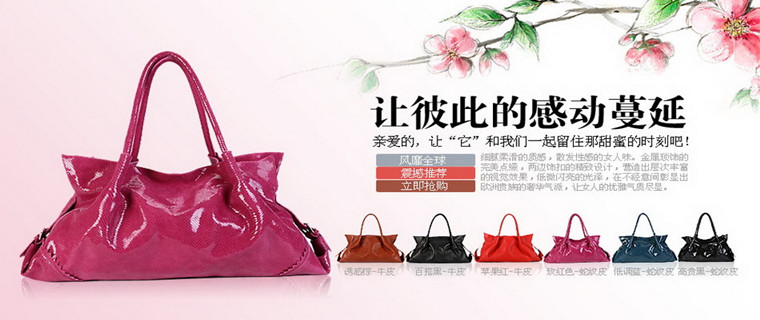 让彼此的感动蔓延
亲爱的，让“它”和我们一起留住那甜蜜的时刻吧！
风靡全球
震撼推荐
立即抢购
细腻柔滑的质感，散发性感的女人味。金属琐饰的
完美点缀，两边饰扣的精致设计，营造出层次丰富
的视觉效果，低微闪亮的光泽，在不经意间彰显出
欧洲贵族的奢华气派，让女人的优雅气质尽显。
诱惑棕-牛皮
百搭黑-牛皮
苹果红-牛皮
玫红色-蛇纹皮
低调蓝-蛇纹皮
高贵黑-蛇纹皮